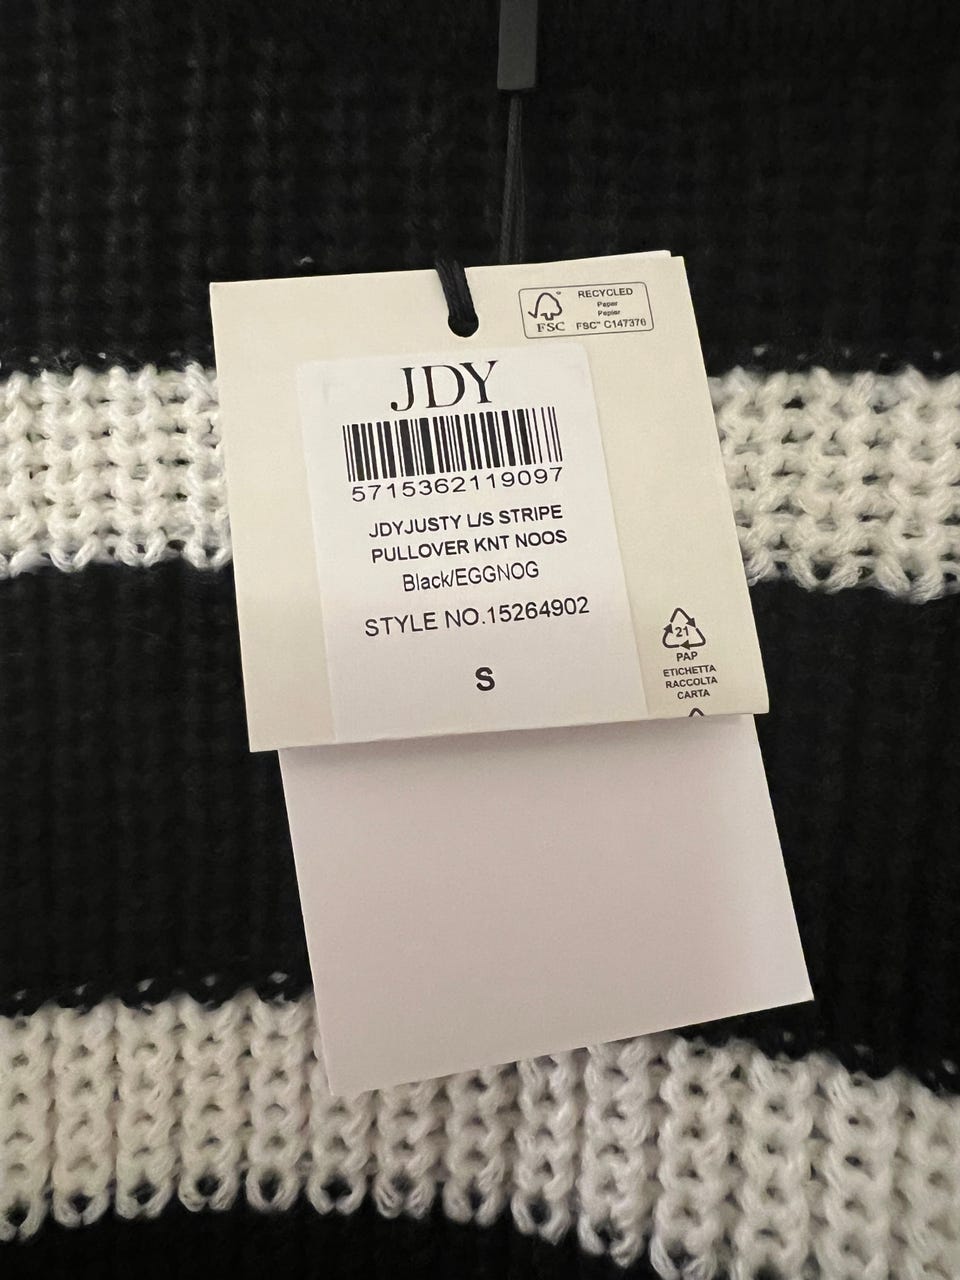 RECYCLED
Paper
Papier
FSC™ C147376
FSC
JDY
5715362119097
JDYJUSTY L/S STRIPE
PULLOVER KNT NOOS
Black/EGGNOG
STYLE NO.15264902
S
21
PAP
ETICHETTA
RACCOLTA
CARTA